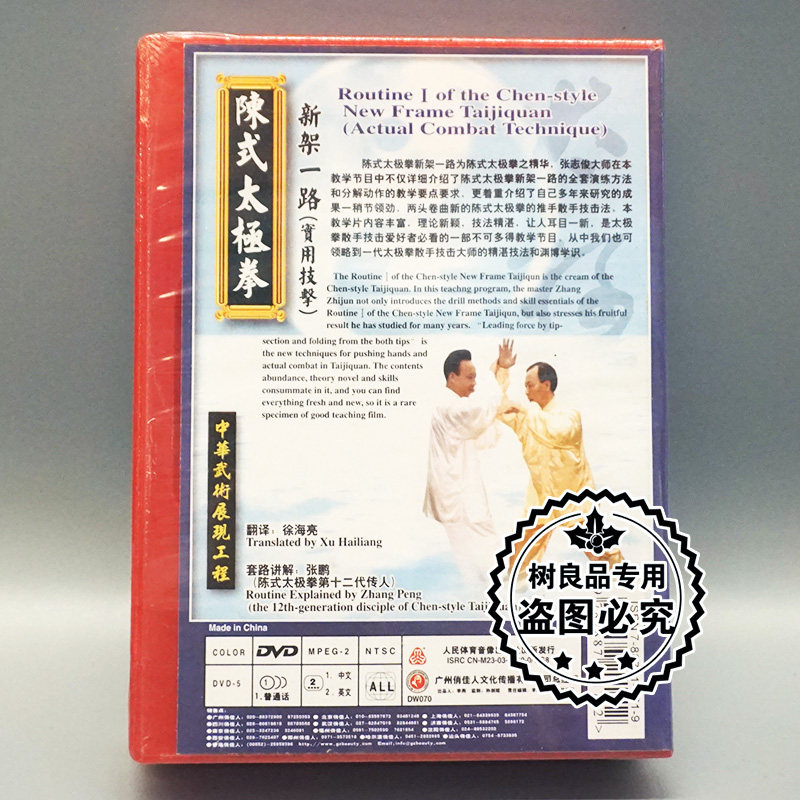 陳式太極拳
新架一路(實用技擊)
Routine Ⅰ of the Chen-style
New Frame Taijiquan
(Actual Combat Technique)
陈式太极拳新架一路为陈式太极拳之精华，张志俊大师在本
教学节目中不仅详细介绍了陈式太极拳新架一路的全套演练方法
和分解动作的教学要点要求，更着重介绍了自己多年来研究的成
果一稍节领劲，两头卷曲新的陈式太极拳的推手散手技击法，本
教学片内容丰富，理论新颖，技法精湛，让人耳目一新，是太极
拳散手技击爱好者必看的一部不可多得教学节目。从中我们也可
领略到一代太极拳散手技击大师的精湛技法和渊博学识。
The Routine Ⅰ of the Chen-style New Frame Taijiqun is the cream of the
Chen-style Taijiquan. In this teachng program, the master Zhang
Zhijun not only introduces the drill methods and skill essentials of the
Routine Ⅰ of the Chen-style New Frame Taijiqun, but also stresses his fruitful
result he has studied for many years. "Leading force by tip-
section and folding from the both tips" is
the new techniques for pushing hands and
actual combat in Taijiquan. The contents
abundance, theory novel and skills
consummate in it, and you can find
everything fresh and new, so it is a rare
specimen of good teaching film.
中華武術展現工程
翻译：徐海亮
Translated by Xu Hailiang
套路讲解：张鹏
（陈式太极拳第十二代传人）
Routine Explained by Zhang Peng
(the 12th-generation disciple of Chen-style
树良品专用
盗图必究
Made in China
COLOR DVD MPEG-2 NTSC
DVD-5 1.普通话 2 1. 中文 2. 英文 ALL
人民体育音像
发行
ISRC CN-M23-03-
DW070
广州俏佳人文化传播
http://www.gzbeauty.com Email:info@gzbeauty.com